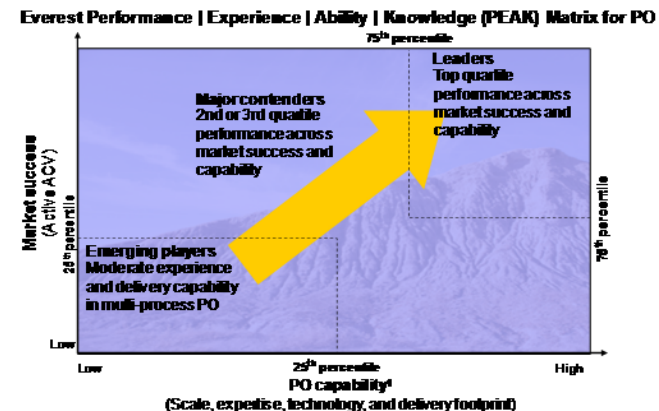 Everest Performance | Experience | Ability | Knowledge (PEAK) Matrix for PO
75th percentile
Leaders
Top quartile
performance across
market success and
capability
Major contenders
2nd or 3rd quartile
performance across
market success and
capability
Market success
(Active ACV)
25th percentile
75th percentile
Emerging players
Moderate experience
and delivery capability
in multi-process PO
Low
Low
25th percentile
High
PO capability¹
(Scale, expertise, technology, and delivery footprint)